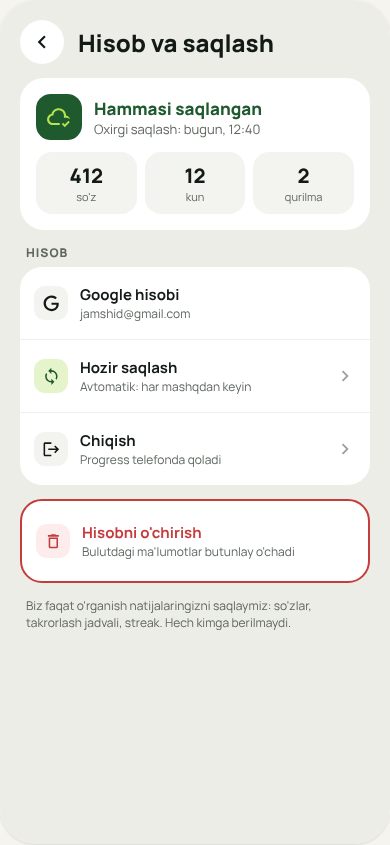 Hisob va saqlash
Hammasi saqlangan
Oxirgi saqlash: bugun, 12:40
412
so'z
12
kun
2
qurilma
HISOB
G
Google hisobi
jamshid@gmail.com
Hozir saqlash
Avtomatik: har mashqdan keyin
Chiqish
Progress telefonda qoladi
Hisobni o'chirish
Bulutdagi ma'lumotlar butunlay o'chadi
Biz faqat o'rganish natijalaringizni saqlaymiz: so'zlar,
takrorlash jadvali, streak. Hech kimga berilmaydi.